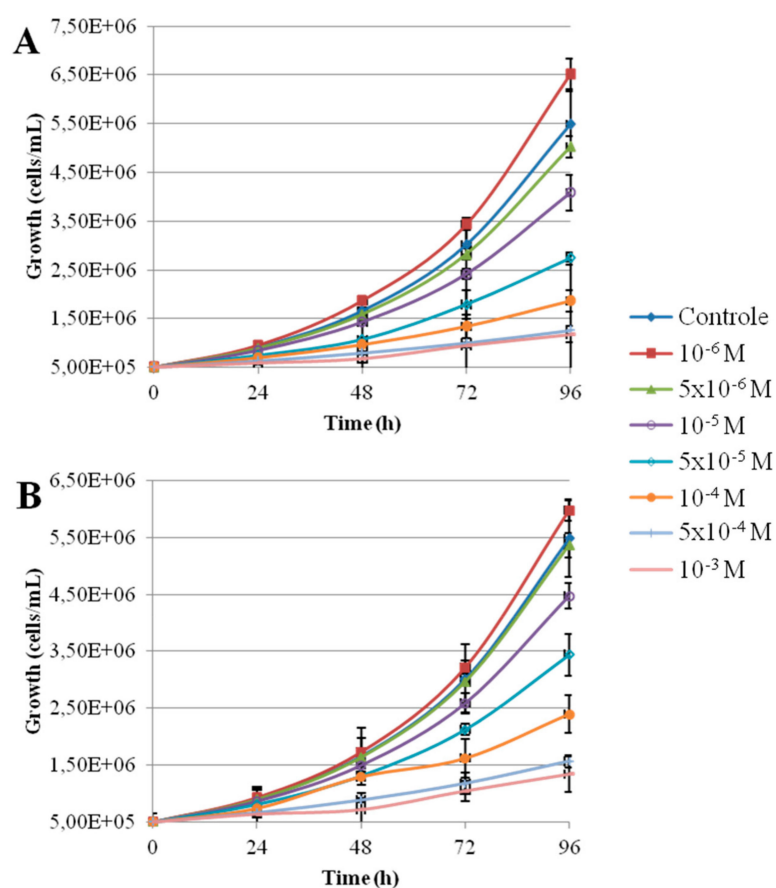 A
7,50E+06
6,50E+06
5,50E+06
4,50E+06
3,50E+06
2,50E+06
1,50E+06
5,00E+05
Growth (cells/mL)
0 24 48 72 96
Time (h)
B
6,50E+06
5,50E+06
4,50E+06
3,50E+06
2,50E+06
1,50E+06
5,00E+05
Growth (cells/mL)
0 24 48 72 96
Time (h)
Controle
10⁻⁶ M
5x10⁻⁶ M
10⁻⁵ M
5x10⁻⁵ M
10⁻⁴ M
5x10⁻⁴ M
10⁻³ M